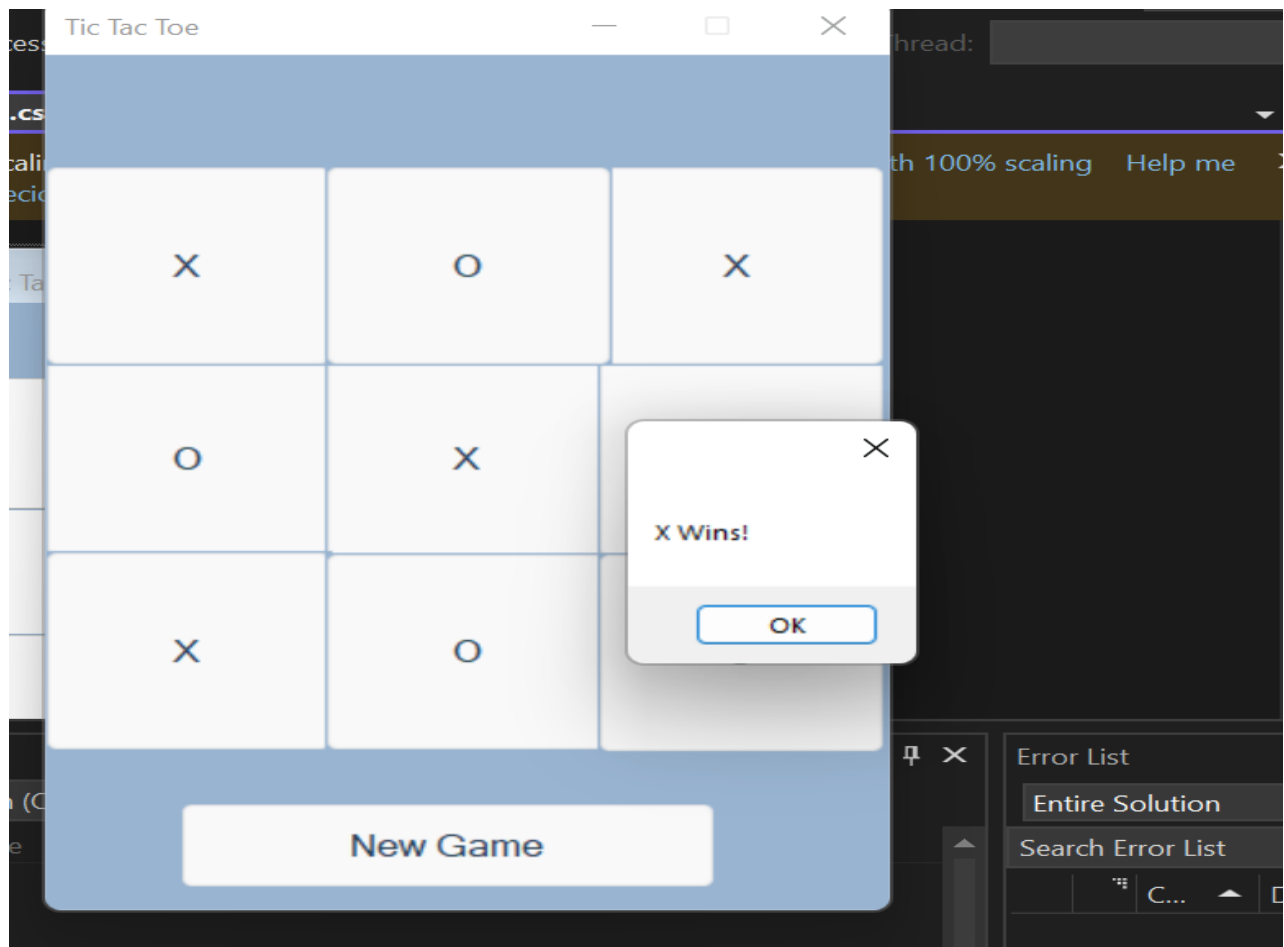 Tic Tac Toe
Thread:
.cs
th 100% scaling Help me
X O X
O X
X Wins!
OK
X O
New Game
Error List
Entire Solution
Search Error List
C...